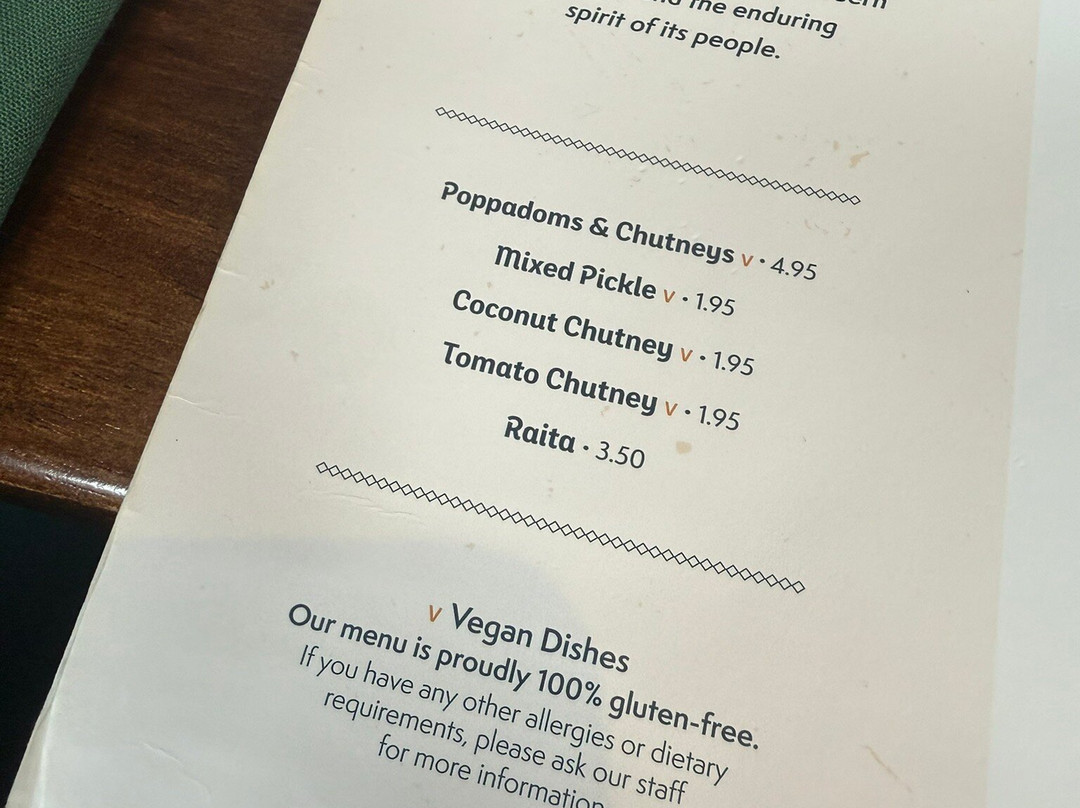 the enduring
spirit of its people.
Poppadoms & Chutneys v • 4.95
Mixed Pickle v • 1.95
Coconut Chutney v • 1.95
Tomato Chutney v • 1.95
Raita • 3.50
v Vegan Dishes
Our menu is proudly 100% gluten-free.
If you have any other allergies or dietary
requirements, please ask our staff
for more information